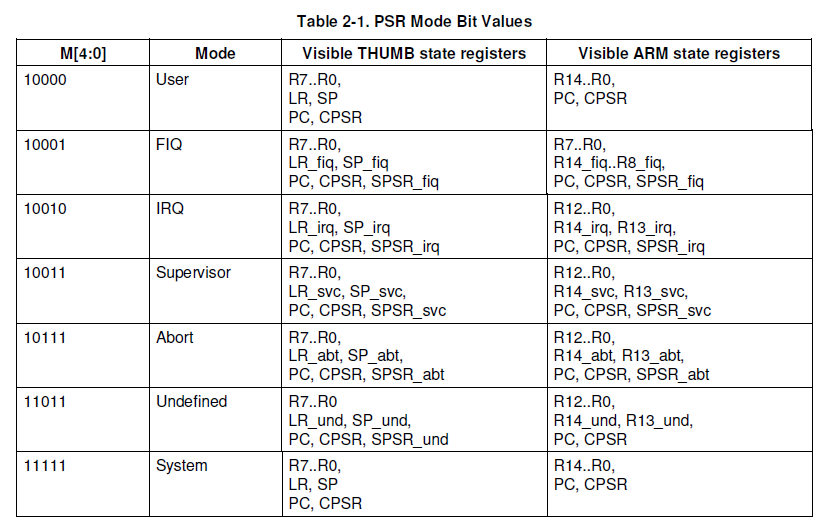 Table 2-1. PSR Mode Bit Values
M[4:0] Mode Visible THUMB state registers Visible ARM state registers
10000 User R7..R0, R14..R0,
LR, SP PC, CPSR
PC, CPSR
10001 FIQ R7..R0, R7..R0,
LR_fiq, SP_fiq R14_fiq..R8_fiq,
PC, CPSR, SPSR_fiq PC, CPSR, SPSR_fiq
10010 IRQ R7..R0, R12..R0,
LR_irq, SP_irq R14_irq, R13_irq,
PC, CPSR, SPSR_irq PC, CPSR, SPSR_irq
10011 Supervisor R7..R0, R12..R0,
LR_svc, SP_svc, R14_svc, R13_svc,
PC, CPSR, SPSR_svc PC, CPSR, SPSR_svc
10111 Abort R7..R0, R12..R0,
LR_abt, SP_abt, R14_abt, R13_abt,
PC, CPSR, SPSR_abt PC, CPSR, SPSR_abt
11011 Undefined R7..R0 R12..R0,
LR_und, SP_und, R14_und, R13_und,
PC, CPSR, SPSR_und PC, CPSR
11111 System R7..R0, R14..R0,
LR, SP PC, CPSR
PC, CPSR